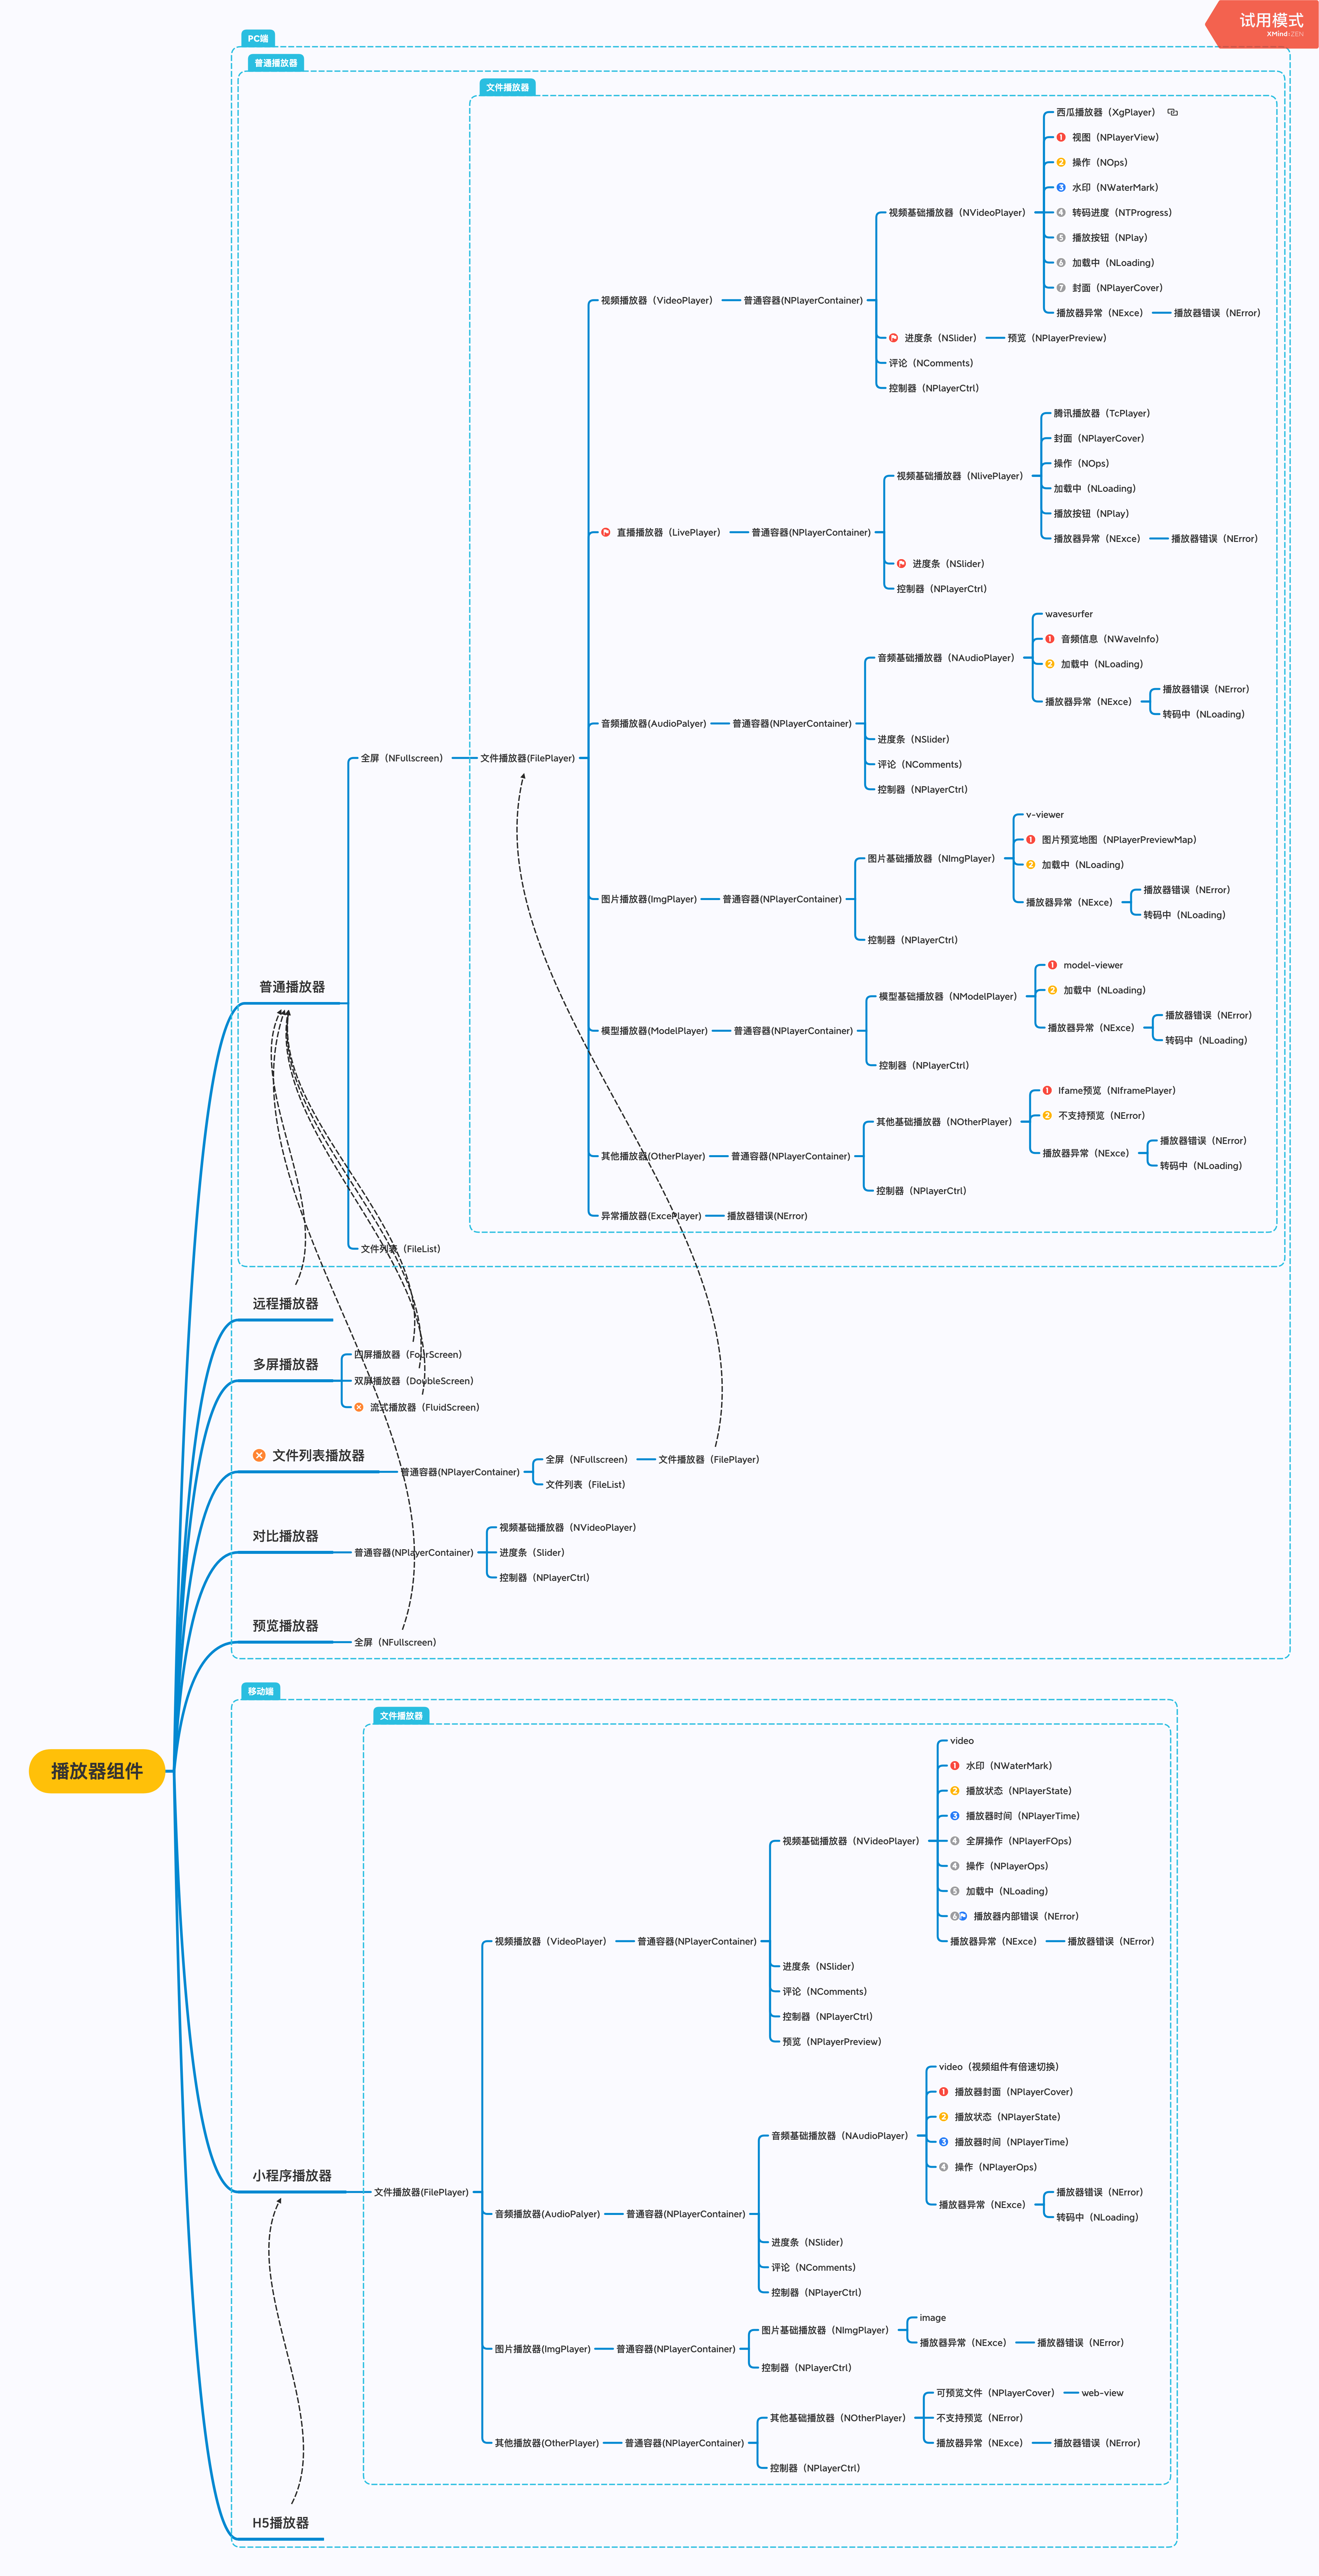 试用模式
XMind:ZEN
PC端
普通播放器
文件播放器
西瓜播放器（XgPlayer）
1 视图（NPlayerView）
2 操作（NOps）
3 水印（NWaterMark）
视频基础播放器（NVideoPlayer）
4 转码进度（NTProgress）
5 播放按钮（NPlay）
6 加载中（NLoading）
7 封面（NPlayerCover）
视频播放器（VideoPlayer）
普通容器(NPlayerContainer)
播放器异常（NExce）
播放器错误（NError）
进度条（NSlider）
预览（NPlayerPreview）
评论（NComments）
控制器（NPlayerCtrl）
腾讯播放器（TcPlayer）
封面（NPlayerCover）
操作（NOps）
视频基础播放器（NlivePlayer）
加载中（NLoading）
播放按钮（NPlay）
直播播放器（LivePlayer）
普通容器(NPlayerContainer)
播放器异常（NExce）
播放器错误（NError）
进度条（NSlider）
控制器（NPlayerCtrl）
wavesurfer
1 音频信息（NWaveInfo）
音频基础播放器（NAudioPlayer）
2 加载中（NLoading）
播放器异常（NExce）
播放器错误（NError）
转码中（NLoading）
音频播放器(AudioPalyer)
普通容器(NPlayerContainer)
进度条（NSlider）
评论（NComments）
控制器（NPlayerCtrl）
全屏（NFullscreen）
文件播放器(FilePlayer)
v-viewer
1 图片预览地图（NPlayerPreviewMap）
图片基础播放器（NImgPlayer）
2 加载中（NLoading）
播放器异常（NExce）
播放器错误（NError）
转码中（NLoading）
图片播放器(ImgPlayer)
普通容器(NPlayerContainer)
控制器（NPlayerCtrl）
普通播放器
1 model-viewer
2 加载中（NLoading）
模型基础播放器（NModelPlayer）
播放器异常（NExce）
播放器错误（NError）
转码中（NLoading）
模型播放器(ModelPlayer)
普通容器(NPlayerContainer)
控制器（NPlayerCtrl）
1 Ifame预览（NIframePlayer）
2 不支持预览（NError）
其他基础播放器（NOtherPlayer）
播放器异常（NExce）
播放器错误（NError）
转码中（NLoading）
其他播放器(OtherPlayer)
普通容器(NPlayerContainer)
控制器（NPlayerCtrl）
异常播放器(ExcePlayer)
播放器错误(NError)
文件列表（FileList）
远程播放器
多屏播放器
四屏播放器（FourScreen）
双屏播放器（DoubleScreen）
流式播放器（FluidScreen）
文件列表播放器
普通容器(NPlayerContainer)
全屏（NFullscreen）
文件播放器（FilePlayer）
文件列表（FileList）
对比播放器
普通容器(NPlayerContainer)
视频基础播放器（NVideoPlayer）
进度条（Slider）
控制器（NPlayerCtrl）
预览播放器
全屏（NFullscreen）
移动端
文件播放器
播放器组件
video
1 水印（NWaterMark）
2 播放状态（NPlayerState）
3 播放器时间（NPlayerTime）
视频基础播放器（NVideoPlayer）
4 全屏操作（NPlayerFOps）
4 操作（NPlayerOps）
5 加载中（NLoading）
6 播放器内部错误（NError）
视频播放器（VideoPlayer）
普通容器(NPlayerContainer)
播放器异常（NExce）
播放器错误（NError）
进度条（NSlider）
评论（NComments）
控制器（NPlayerCtrl）
预览（NPlayerPreview）
video（视频组件有倍速切换）
1 播放器封面（NPlayerCover）
2 播放状态（NPlayerState）
音频基础播放器（NAudioPlayer）
3 播放器时间（NPlayerTime）
4 操作（NPlayerOps）
播放器异常（NExce）
播放器错误（NError）
转码中（NLoading）
小程序播放器
文件播放器(FilePlayer)
音频播放器(AudioPalyer)
普通容器(NPlayerContainer)
进度条（NSlider）
评论（NComments）
控制器（NPlayerCtrl）
image
图片基础播放器（NImgPlayer）
播放器异常（NExce）
播放器错误（NError）
图片播放器(ImgPlayer)
普通容器(NPlayerContainer)
控制器（NPlayerCtrl）
可预览文件（NPlayerCover）
web-view
其他基础播放器（NOtherPlayer）
不支持预览（NError）
播放器异常（NExce）
播放器错误（NError）
其他播放器(OtherPlayer)
普通容器(NPlayerContainer)
控制器（NPlayerCtrl）
H5播放器